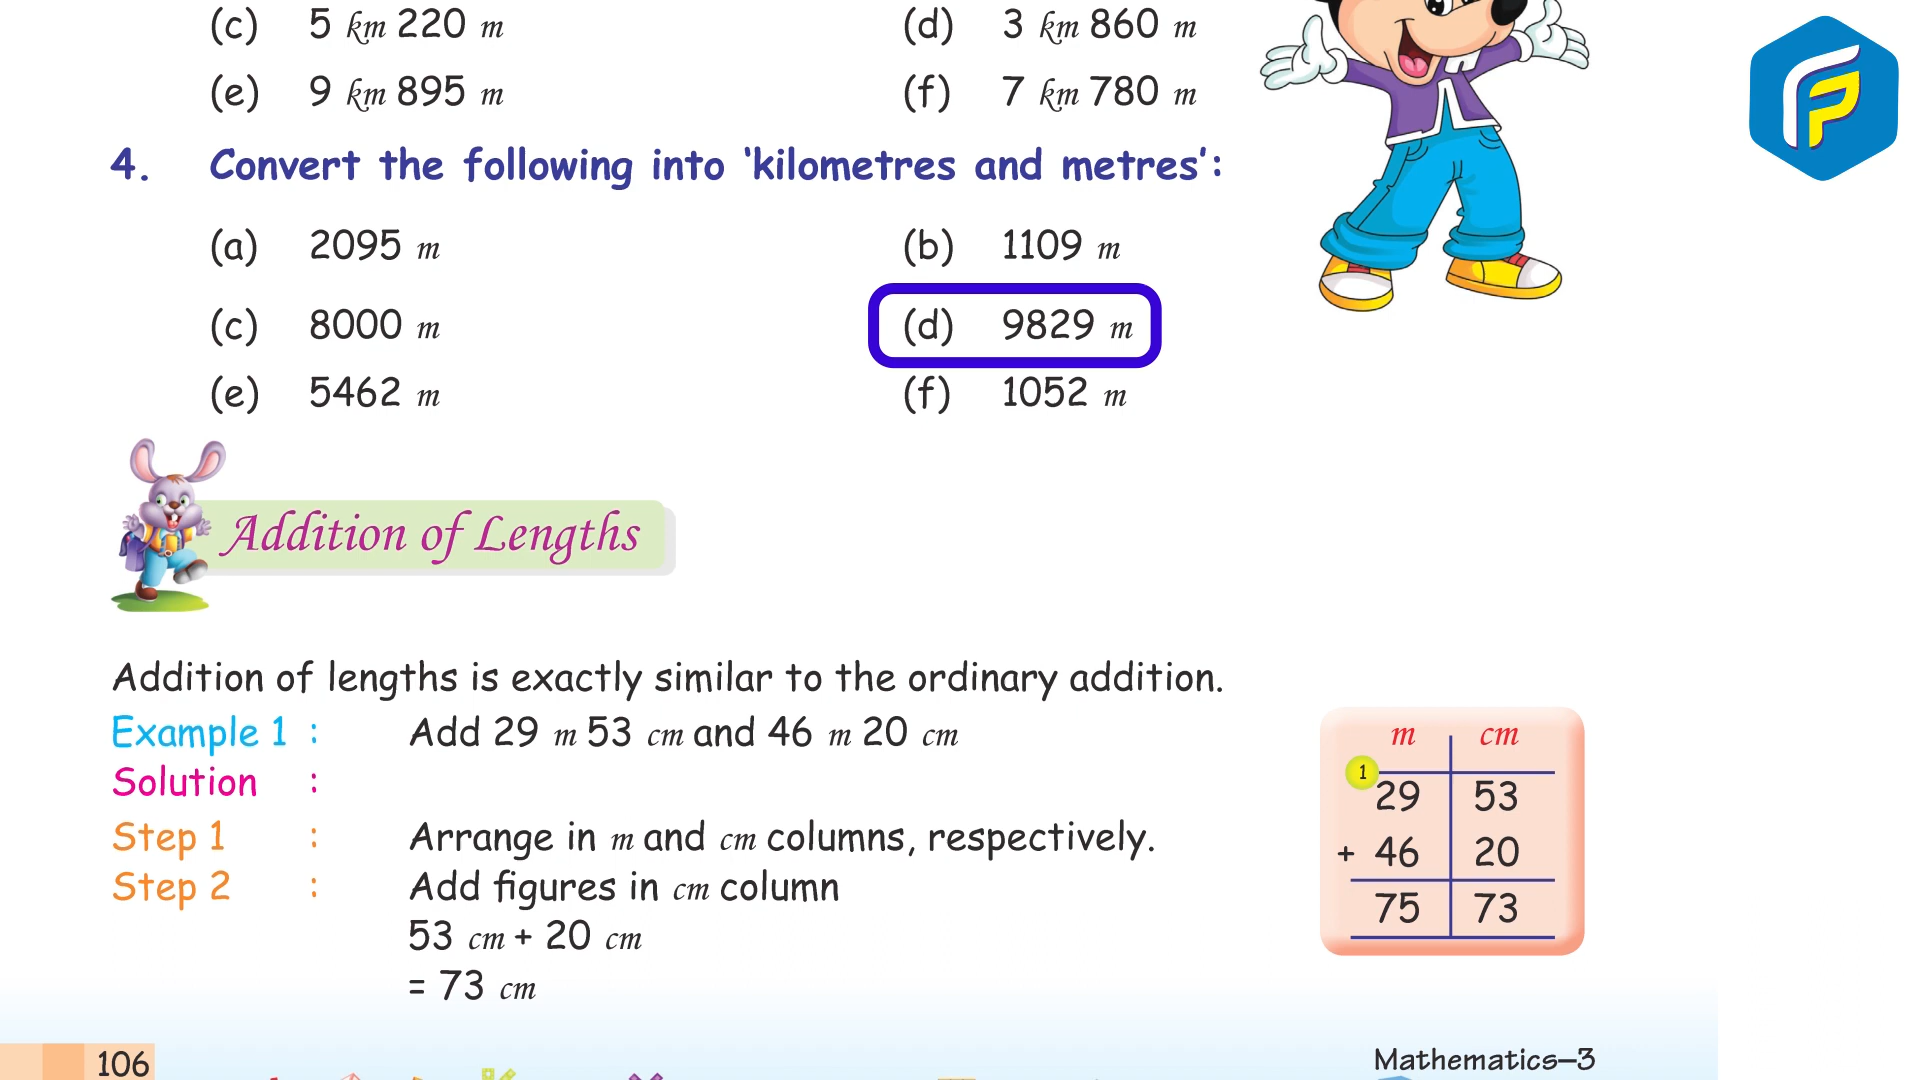 (c) 5 km 220 m (d) 3 km 860 m
(e) 9 km 895 m (f) 7 km 780 m
4. Convert the following into ‘kilometres and metres’:
(a) 2095 m (b) 1109 m
(c) 8000 m (d) 9829 m
(e) 5462 m (f) 1052 m
Addition of Lengths
Addition of lengths is exactly similar to the ordinary addition.
Example 1 : Add 29 m 53 cm and 46 m 20 cm
Solution :
Step 1 : Arrange in m and cm columns, respectively.
Step 2 : Add figures in cm column
53 cm + 20 cm
= 73 cm
m cm
1
29 53
+ 46 20
75 73
106
Mathematics–3